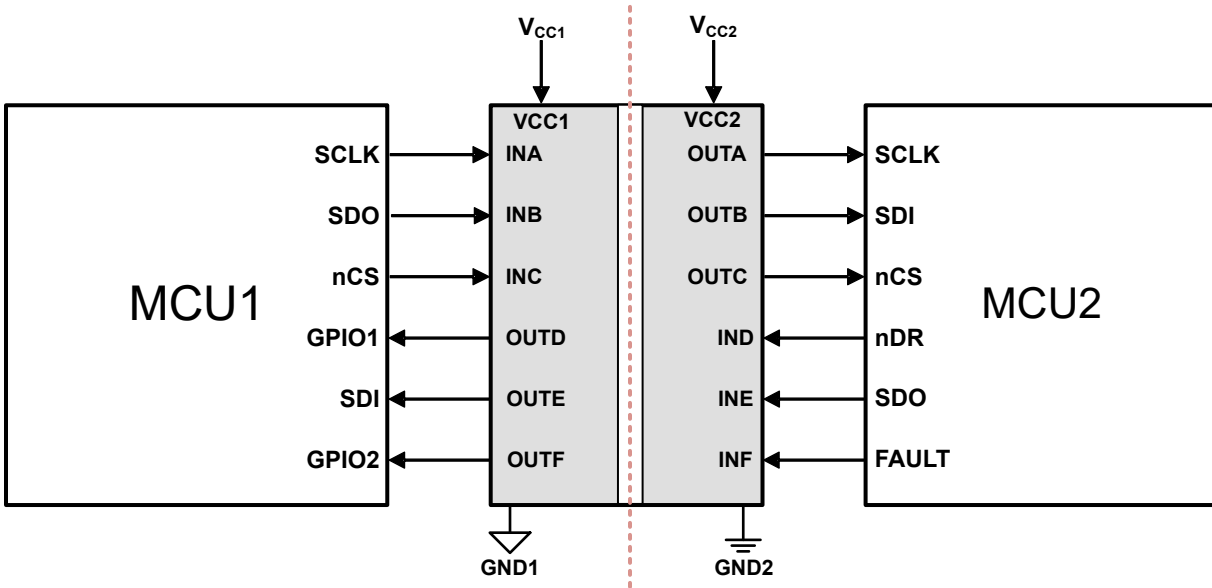 VCC1 VCC2
VCC1 VCC2
SCLK INA OUTA SCLK
SDO INB OUTB SDI
nCS INC OUTC nCS
MCU1 MCU2
GPIO1 OUTD IND nDR
SDI OUTE INE SDO
GPIO2 OUTF INF FAULT
GND1 GND2